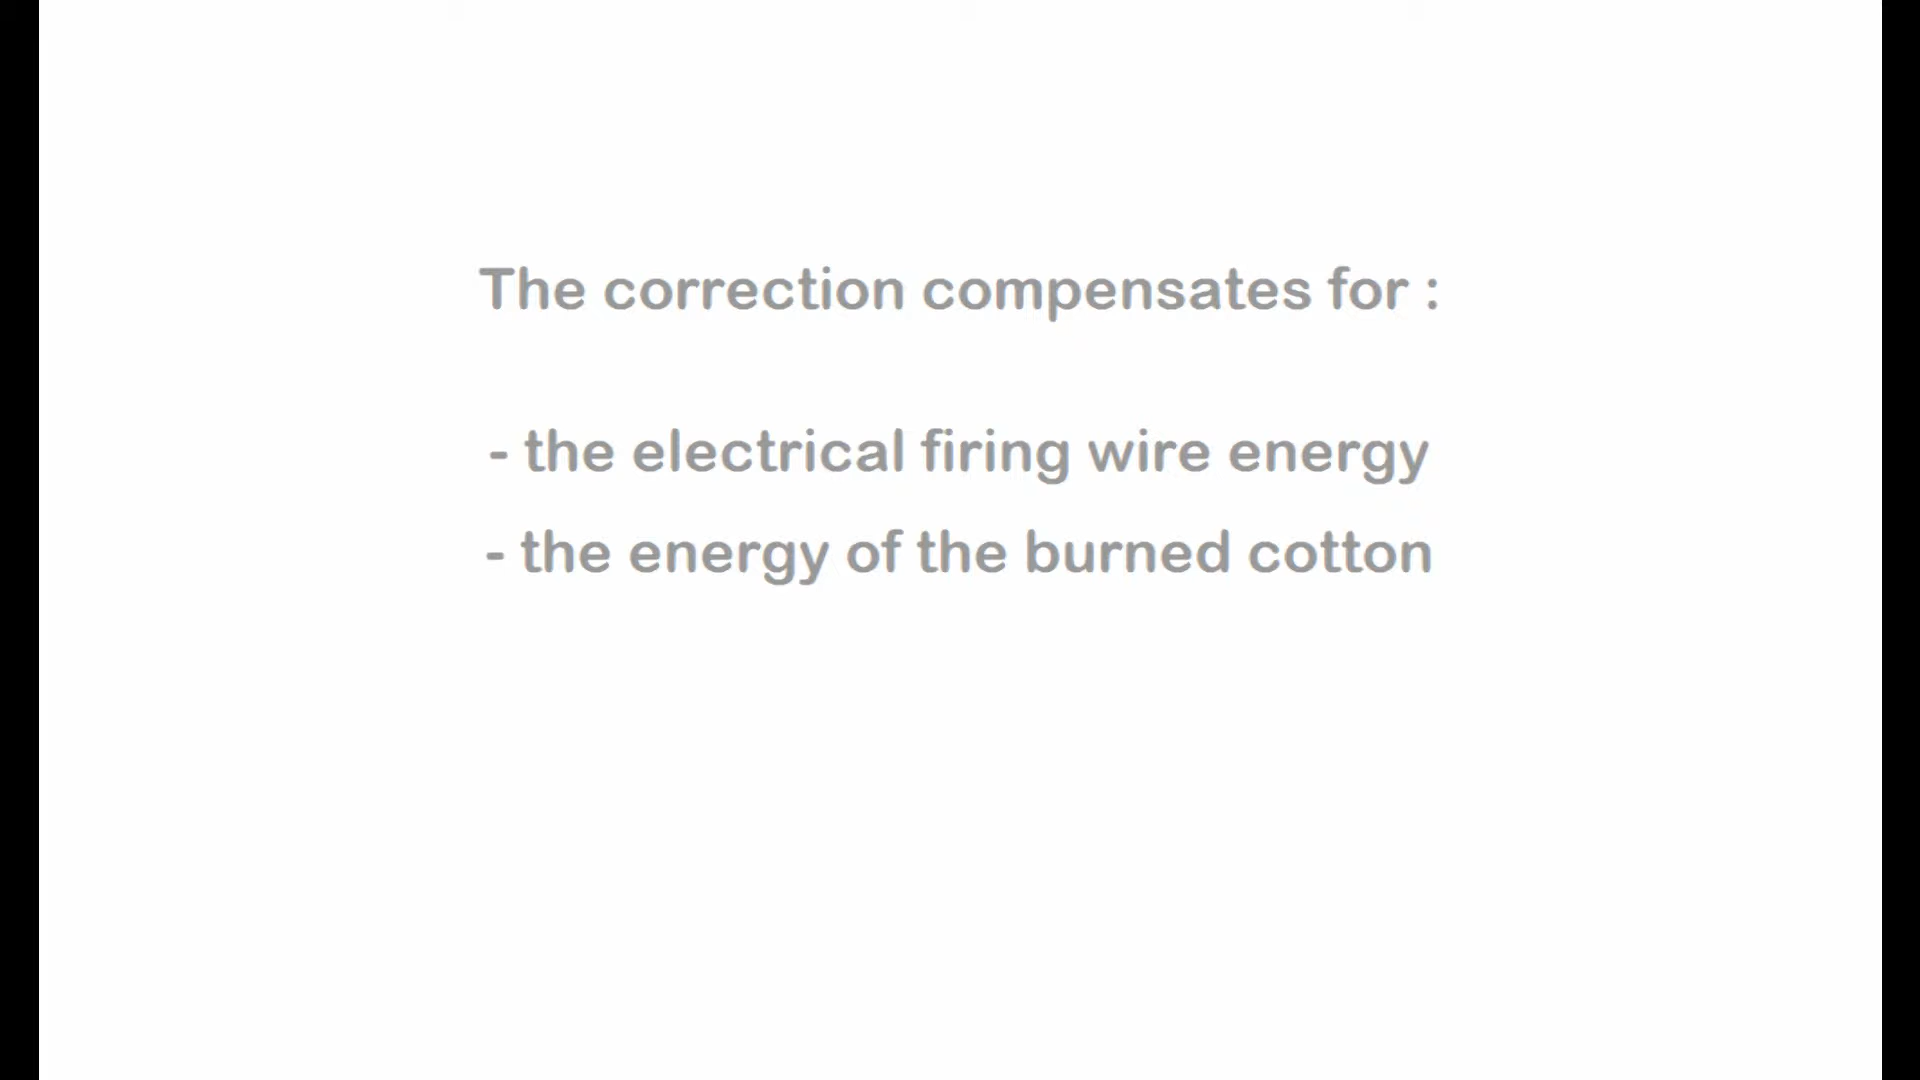 The correction compensates for :
- the electrical firing wire energy
- the energy of the burned cotton